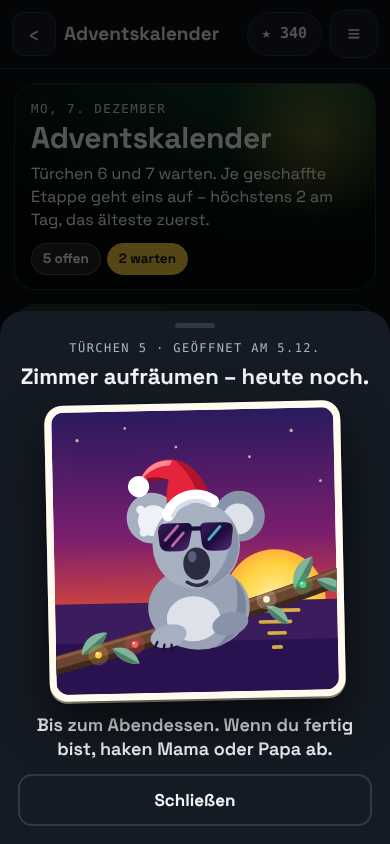 <
Adventskalender
★ 340
≡
MO, 7. DEZEMBER
Adventskalender
Türchen 6 und 7 warten. Je geschaffte
Etappe geht eins auf – höchstens 2 am
Tag, das älteste zuerst.
5 offen
2 warten
TÜRCHEN 5 · GEÖFFNET AM 5.12.
Zimmer aufräumen – heute noch.
Bis zum Abendessen. Wenn du fertig
bist, haken Mama oder Papa ab.
Schließen